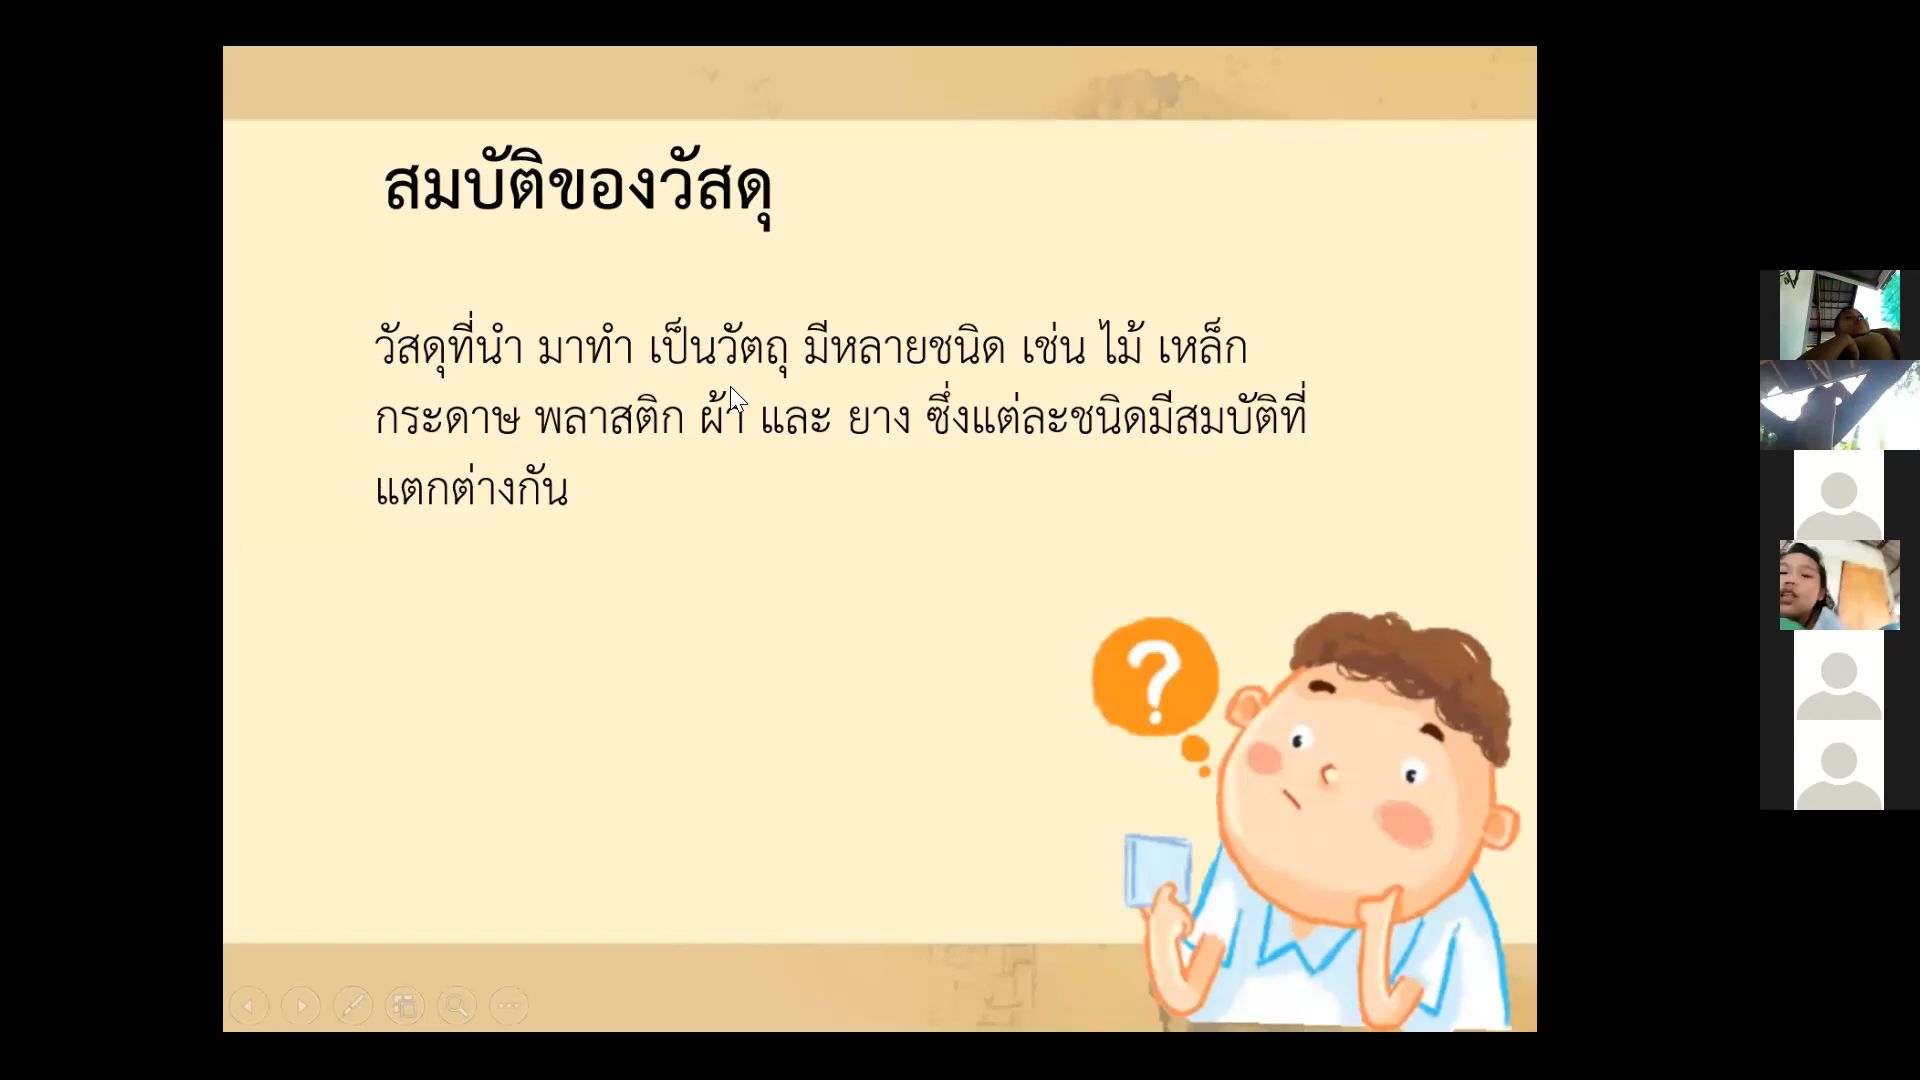 สมบัติของวัสดุ
วัสดุที่นำ มาทำ เป็นวัตถุ มีหลายชนิด เช่น ไม้ เหล็ก
กระดาษ พลาสติก ผ้า และ ยาง ซึ่งแต่ละชนิดมีสมบัติที่
แตกต่างกัน
?